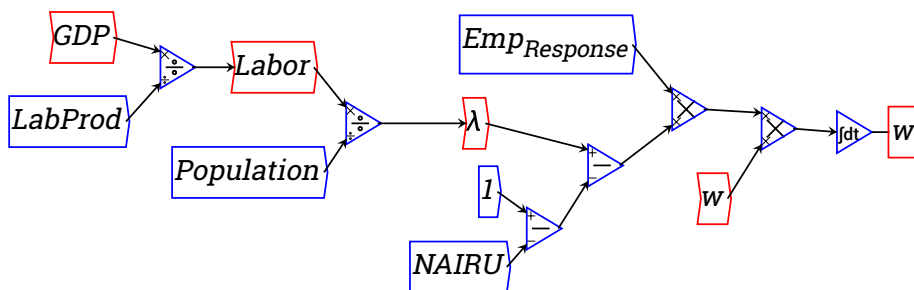 GDP
÷
×
÷
LabProd
Labor
÷
×
÷
Population
λ
Emp_Response
×
×
×
1
−
+
−
NAIRU
−
+
−
w
×
×
×
∫dt
w